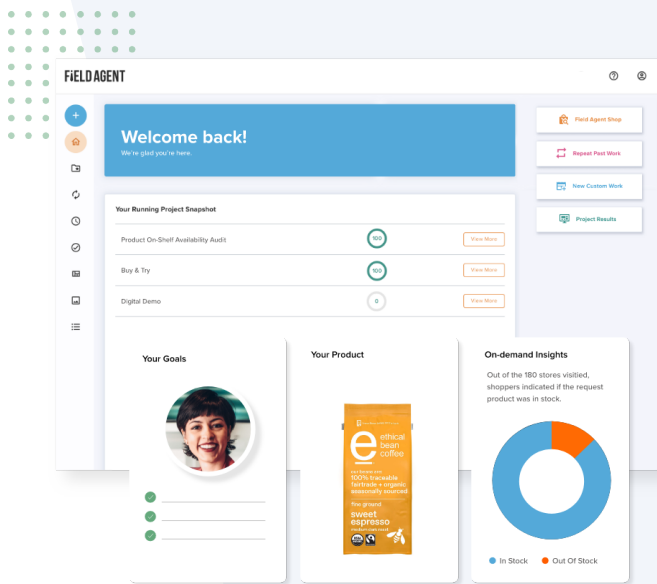 FiELD AGENT
Welcome back!
We're glad you're here.
Field Agent Shop
Repeat Past Work
New Custom Work
Project Results
Your Running Project Snapshot
Product On-Shelf Availability Audit
100
View More
Buy & Try
100
View More
Digital Demo
0
View More
Your Goals
Your Product
ethical
bean
coffee
100% traceable
fairtrade + organic
seasonally sourced
fine ground
sweet
espresso
medium dark roast
On-demand Insights
Out of the 180 stores visitied,
shoppers indicated if the request
product was in stock.
In Stock
Out Of Stock